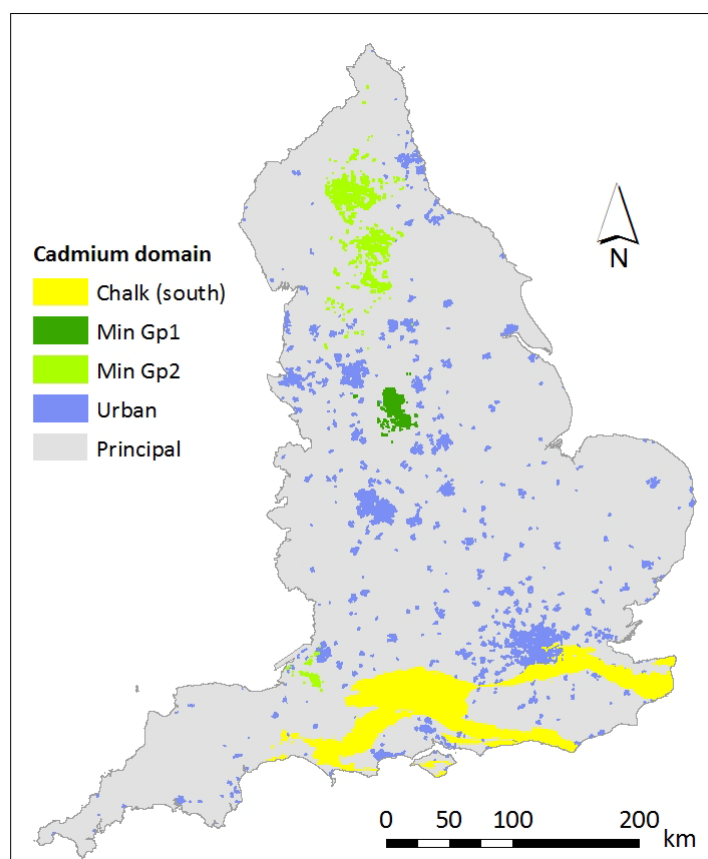 N
Cadmium domain
Chalk (south)
Min Gp1
Min Gp2
Urban
Principal
0 50 100 200
km